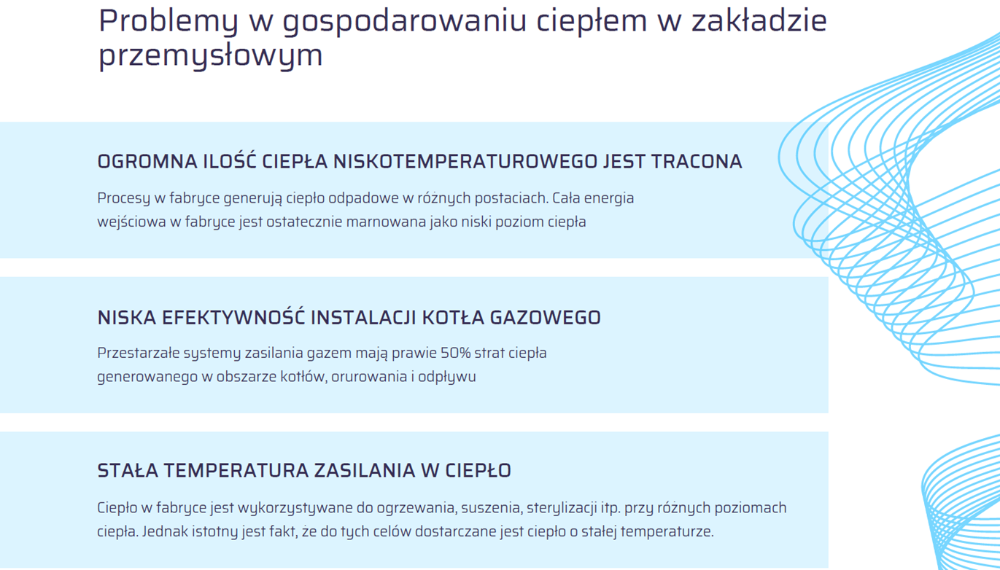 Problemy w gospodarowaniu ciepłem w zakładzie
przemysłowym
OGROMNA ILOŚĆ CIEPŁA NISKOTEMPERATUROWEGO JEST TRACONA
Procesy w fabryce generują ciepło odpadowe w różnych postaciach. Cała energia
wejściowa w fabryce jest ostatecznie marnowana jako niski poziom ciepła
NISKA EFEKTYWNOŚĆ INSTALACJI KOTŁA GAZOWEGO
Przestarzałe systemy zasilania gazem mają prawie 50% strat ciepła
generowanego w obszarze kotłów, orurowania i odpływu
STAŁA TEMPERATURA ZASILANIA W CIEPŁO
Ciepło w fabryce jest wykorzystywane do ogrzewania, suszenia, sterylizacji itp. przy różnych poziomach
ciepła. Jednak istotny jest fakt, że do tych celów dostarczane jest ciepło o stałej temperaturze.